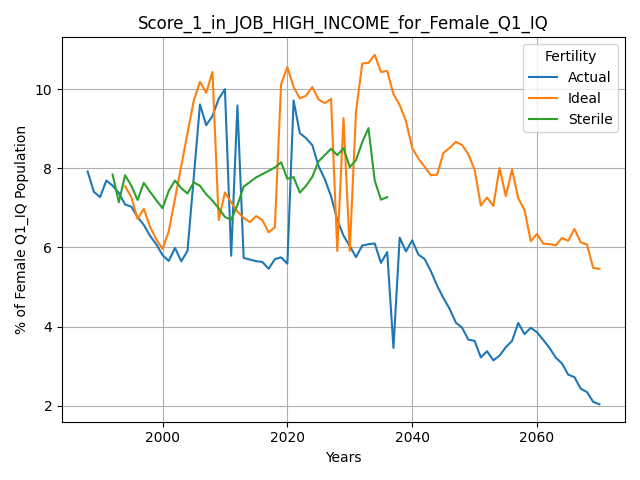 Score_1_in_JOB_HIGH_INCOME_for_Female_Q1_IQ
% of Female Q1_IQ Population
10
8
6
4
2
Fertility
Actual
Ideal
Sterile
2000
2020
2040
2060
Years